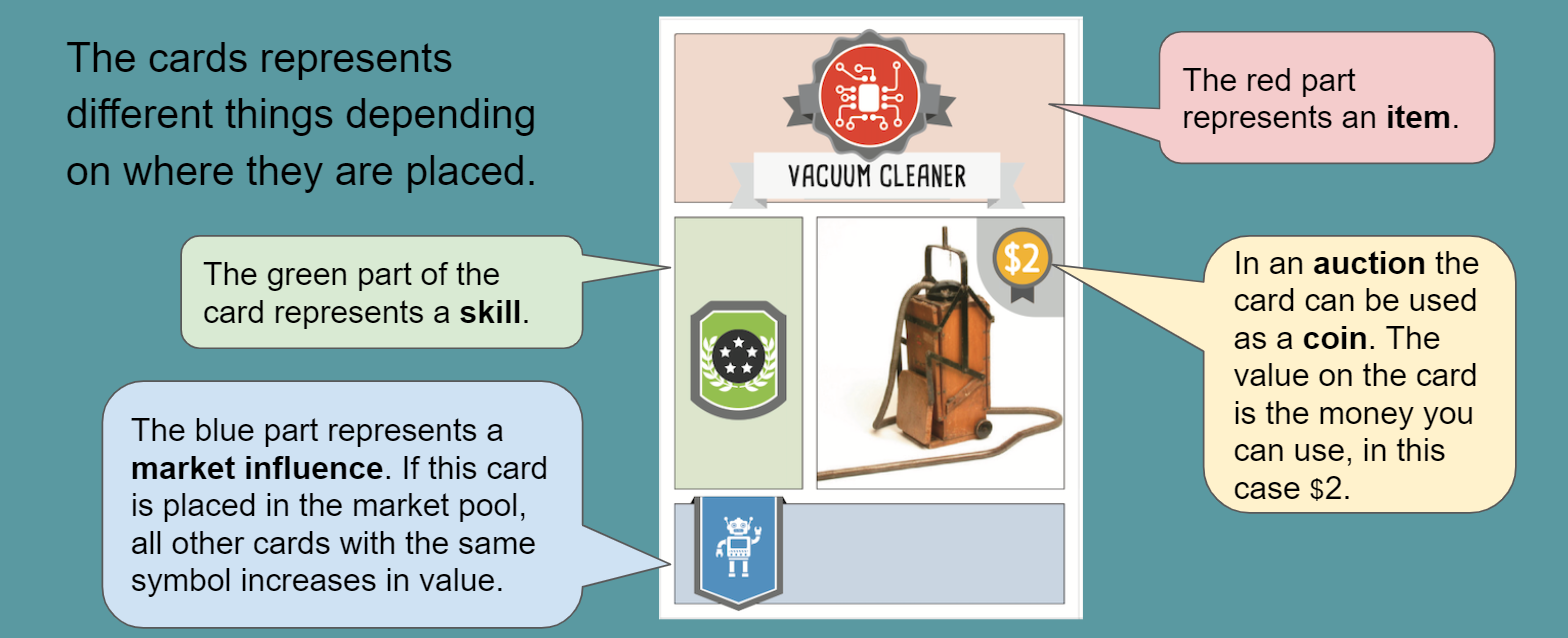 The cards represents
different things depending
on where they are placed.
VACUUM CLEANER
$2
The red part
represents an item.
The green part of the
card represents a skill.
In an auction the
card can be used
as a coin. The
value on the card
is the money you
can use, in this
case $2.
The blue part represents a
market influence. If this card
is placed in the market pool,
all other cards with the same
symbol increases in value.